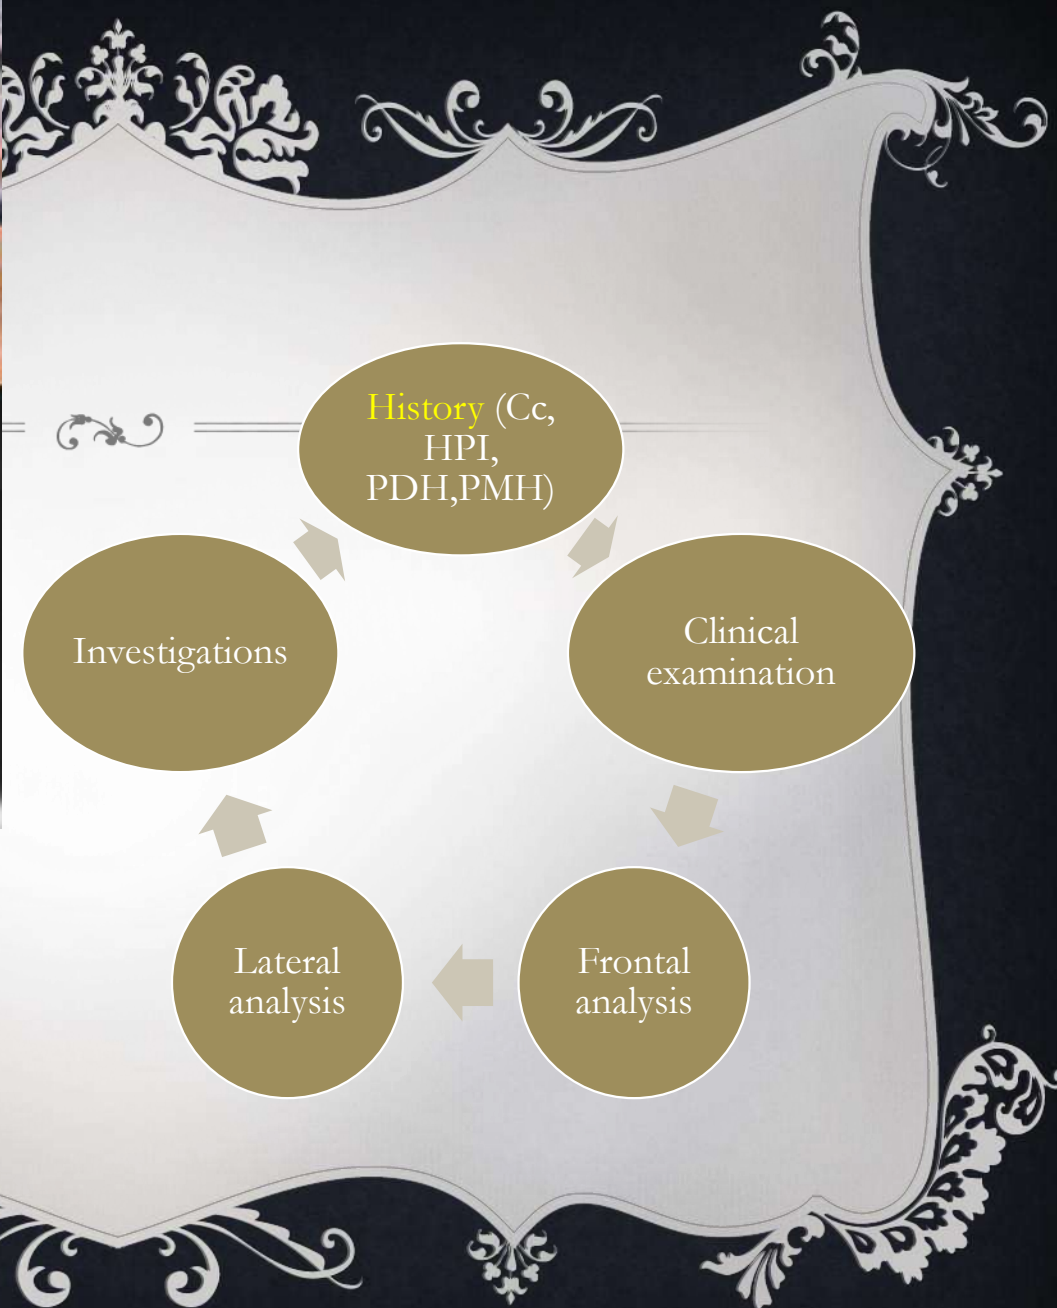 History (Cc,
HPI,
PDH,PMH)
Clinical
examination
Frontal
analysis
Lateral
analysis
Investigations